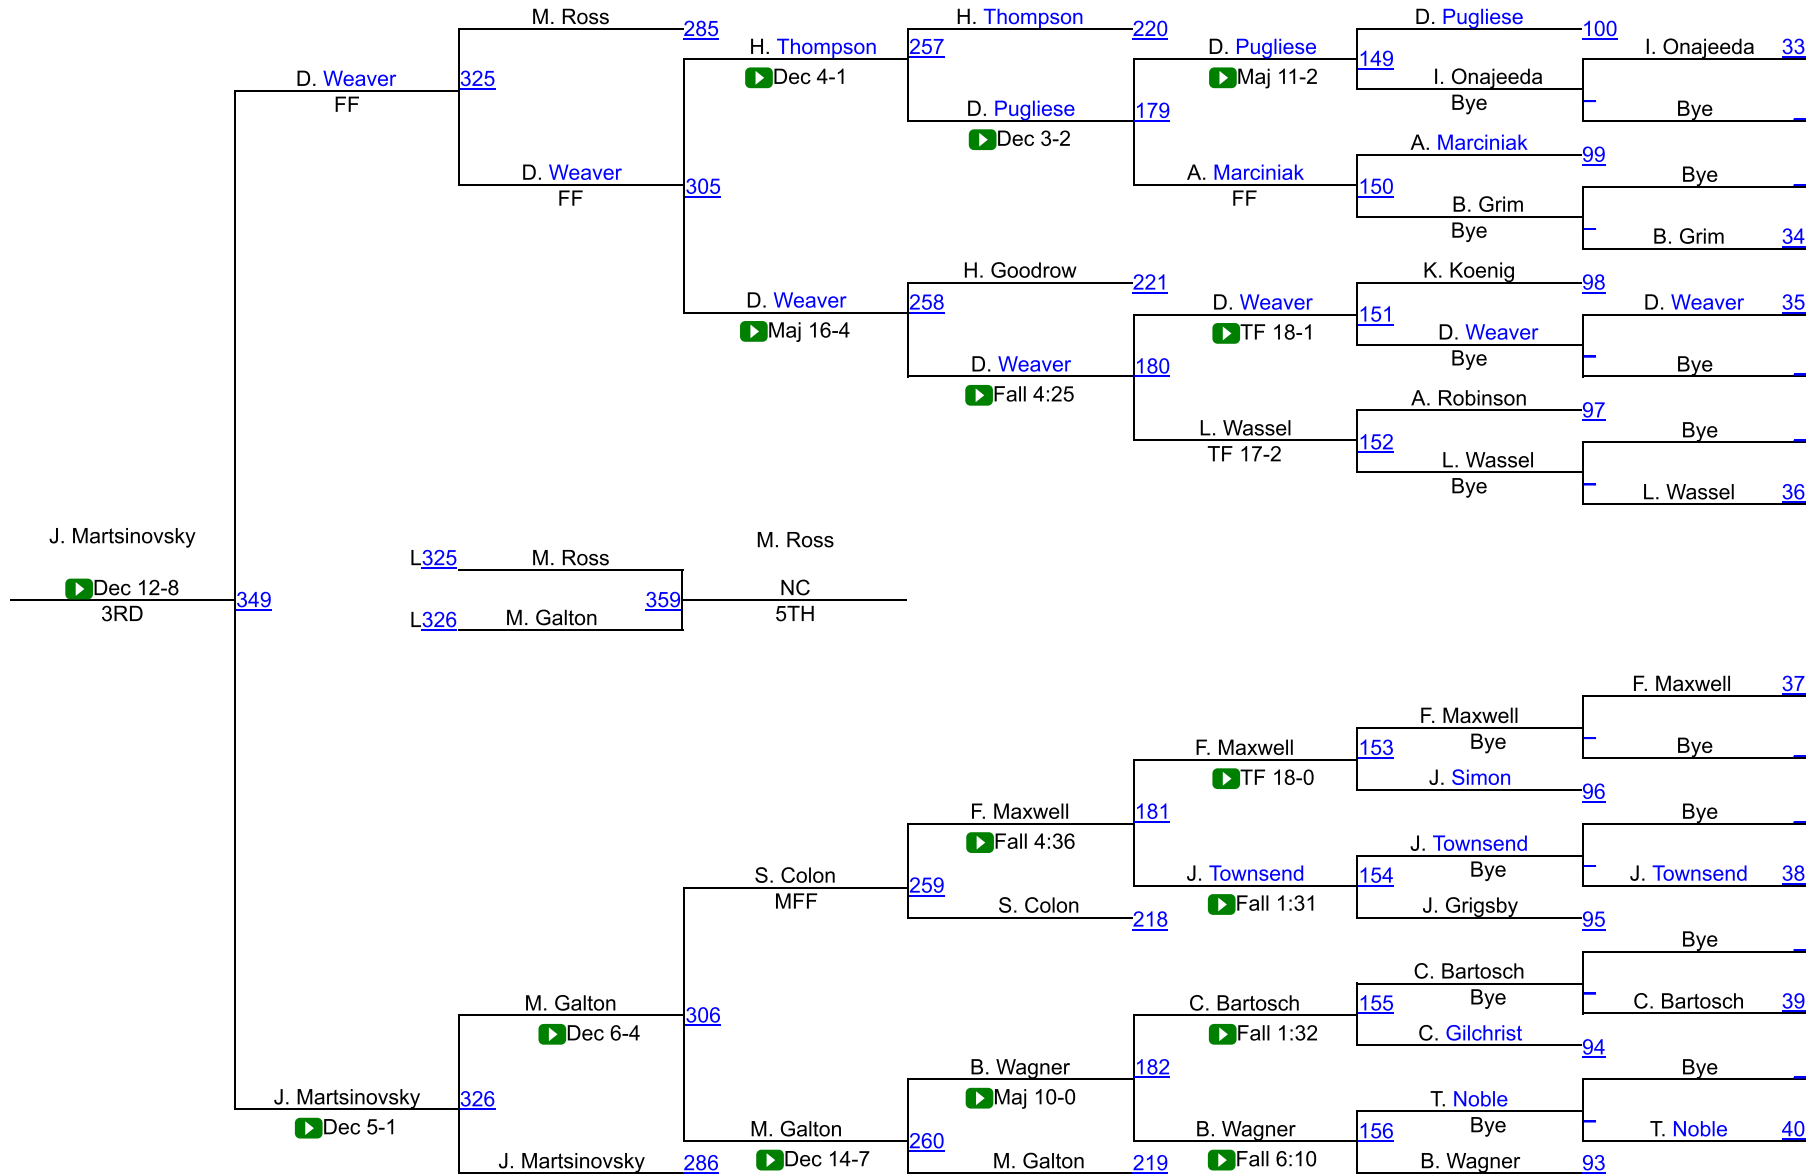 M. Ross
H. Thompson
D. Pugliese
285
220
100
H. Thompson
257
D. Pugliese
I. Onajeeda 33
D. Weaver
325
Dec 4-1
Maj 11-2
149
I. Onajeeda
FF
D. Pugliese
179
Bye
Bye
Dec 3-2
A. Marciniak
99
D. Weaver
305
A. Marciniak
150
Bye
FF
FF
B. Grim
Bye
B. Grim 34
H. Goodrow
221
K. Koenig
98
D. Weaver
258
D. Weaver
151
D. Weaver 35
Maj 16-4
TF 18-1
D. Weaver
Bye
D. Weaver
180
Bye
Fall 4:25
A. Robinson
97
L. Wassel
152
Bye
TF 17-2
L. Wassel
Bye
L. Wassel 36
J. Martsinovsky
M. Ross
L325
M. Ross
Dec 12-8
349
359
NC
3RD
L326
M. Galton
5TH
F. Maxwell 37
F. Maxwell
F. Maxwell
153
Bye
Bye
TF 18-0
J. Simon
96
F. Maxwell
181
Bye
Fall 4:36
J. Townsend
S. Colon
259
J. Townsend
154
Bye
J. Townsend 38
MFF
S. Colon
218
Fall 1:31
J. Grigsby
95
Bye
C. Bartosch
M. Galton
306
C. Bartosch
155
Bye
C. Bartosch 39
Dec 6-4
Fall 1:32
C. Gilchrist
94
B. Wagner
182
Bye
J. Martsinovsky
326
Maj 10-0
T. Noble
Dec 5-1
M. Galton
260
B. Wagner
156
Bye
T. Noble 40
J. Martsinovsky
286
Dec 14-7
M. Galton
219
Fall 6:10
B. Wagner
93